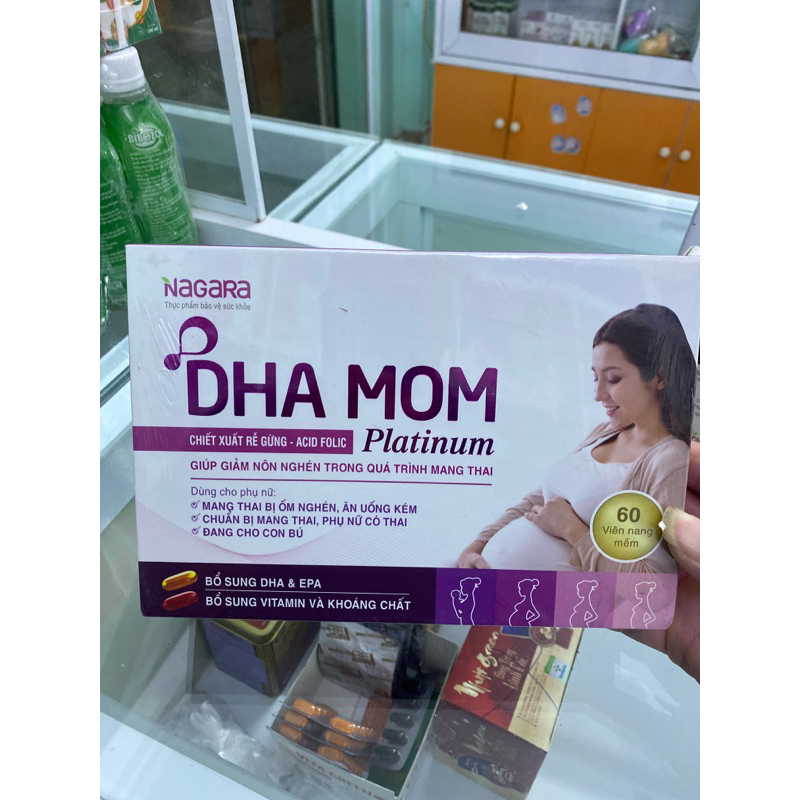 NAGARA
Thực phẩm bảo vệ sức khỏe
DHA MOM
Platinum
CHIẾT XUẤT RỄ GỪNG - ACID FOLIC
GIÚP GIẢM NÔN NGHÉN TRONG QUÁ TRÌNH MANG THAI
Dùng cho phụ nữ:
MANG THAI BỊ ỐM NGHÉN, ĂN UỐNG KÉM
CHUẨN BỊ MANG THAI, PHỤ NỮ CÓ THAI
ĐANG CHO CON BÚ
60
Viên nang
mềm
BỔ SUNG DHA & EPA
BỔ SUNG VITAMIN VÀ KHOÁNG CHẤT